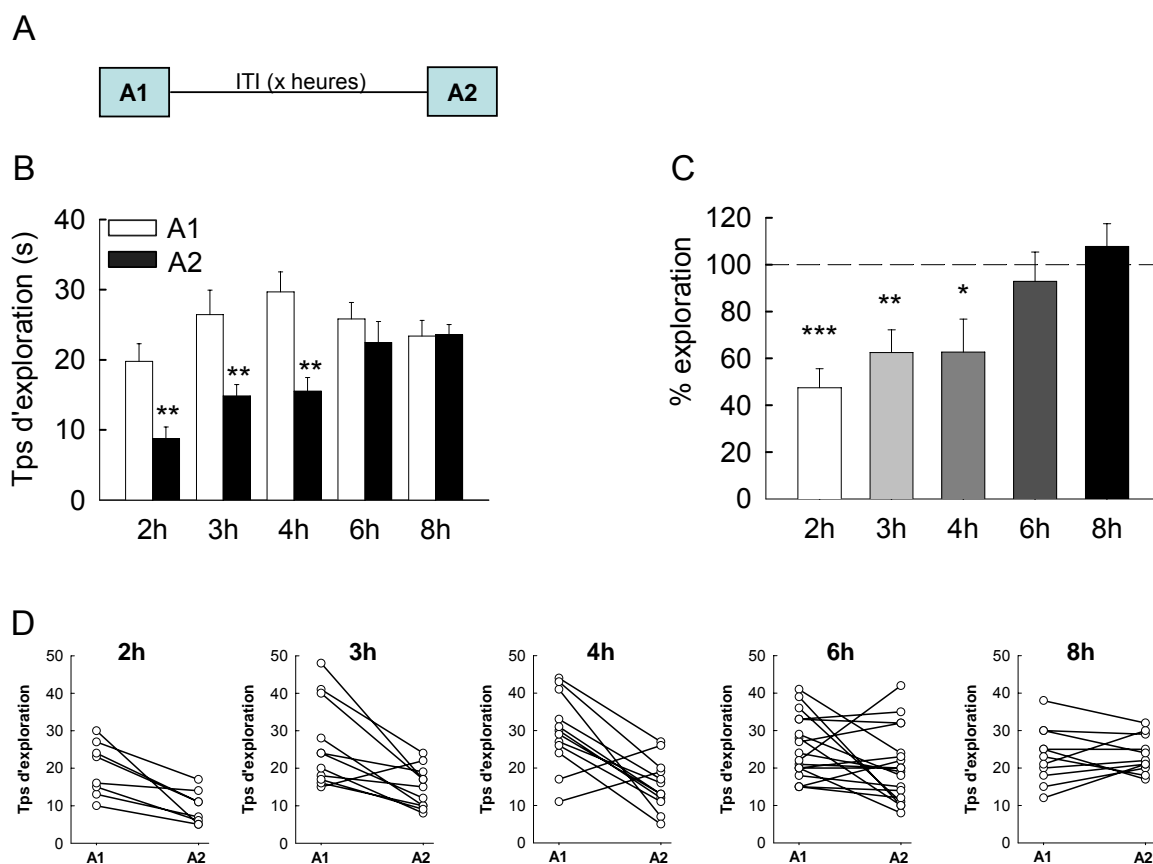 A
A1 ITI (x heures) A2
B
Tps d'exploration (s)
40
30
20
10
0
A1
A2
** ** **
2h 3h 4h 6h 8h
C
% exploration
120
100
80
60
40
20
0
*** ** *
2h 3h 4h 6h 8h
D
2h
Tps d'exploration
50
40
30
20
10
0
A1 A2
3h
Tps d'exploration
50
40
30
20
10
0
A1 A2
4h
Tps d'exploration
50
40
30
20
10
0
A1 A2
6h
Tps d'exploration
50
40
30
20
10
0
A1 A2
8h
Tps d'exploration
50
40
30
20
10
0
A1 A2